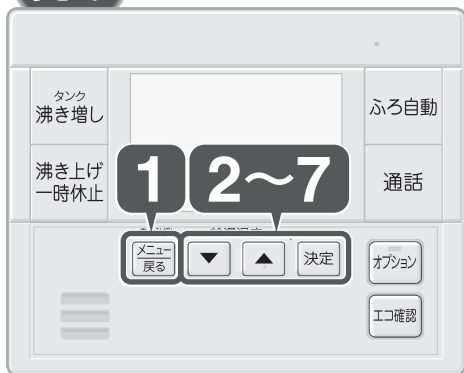 タンク
沸き増し
ふろ自動
沸き上げ
一時休止
1
2～7
通話
メニュー
戻る
▼
▲
決定
オプション
エコ確認